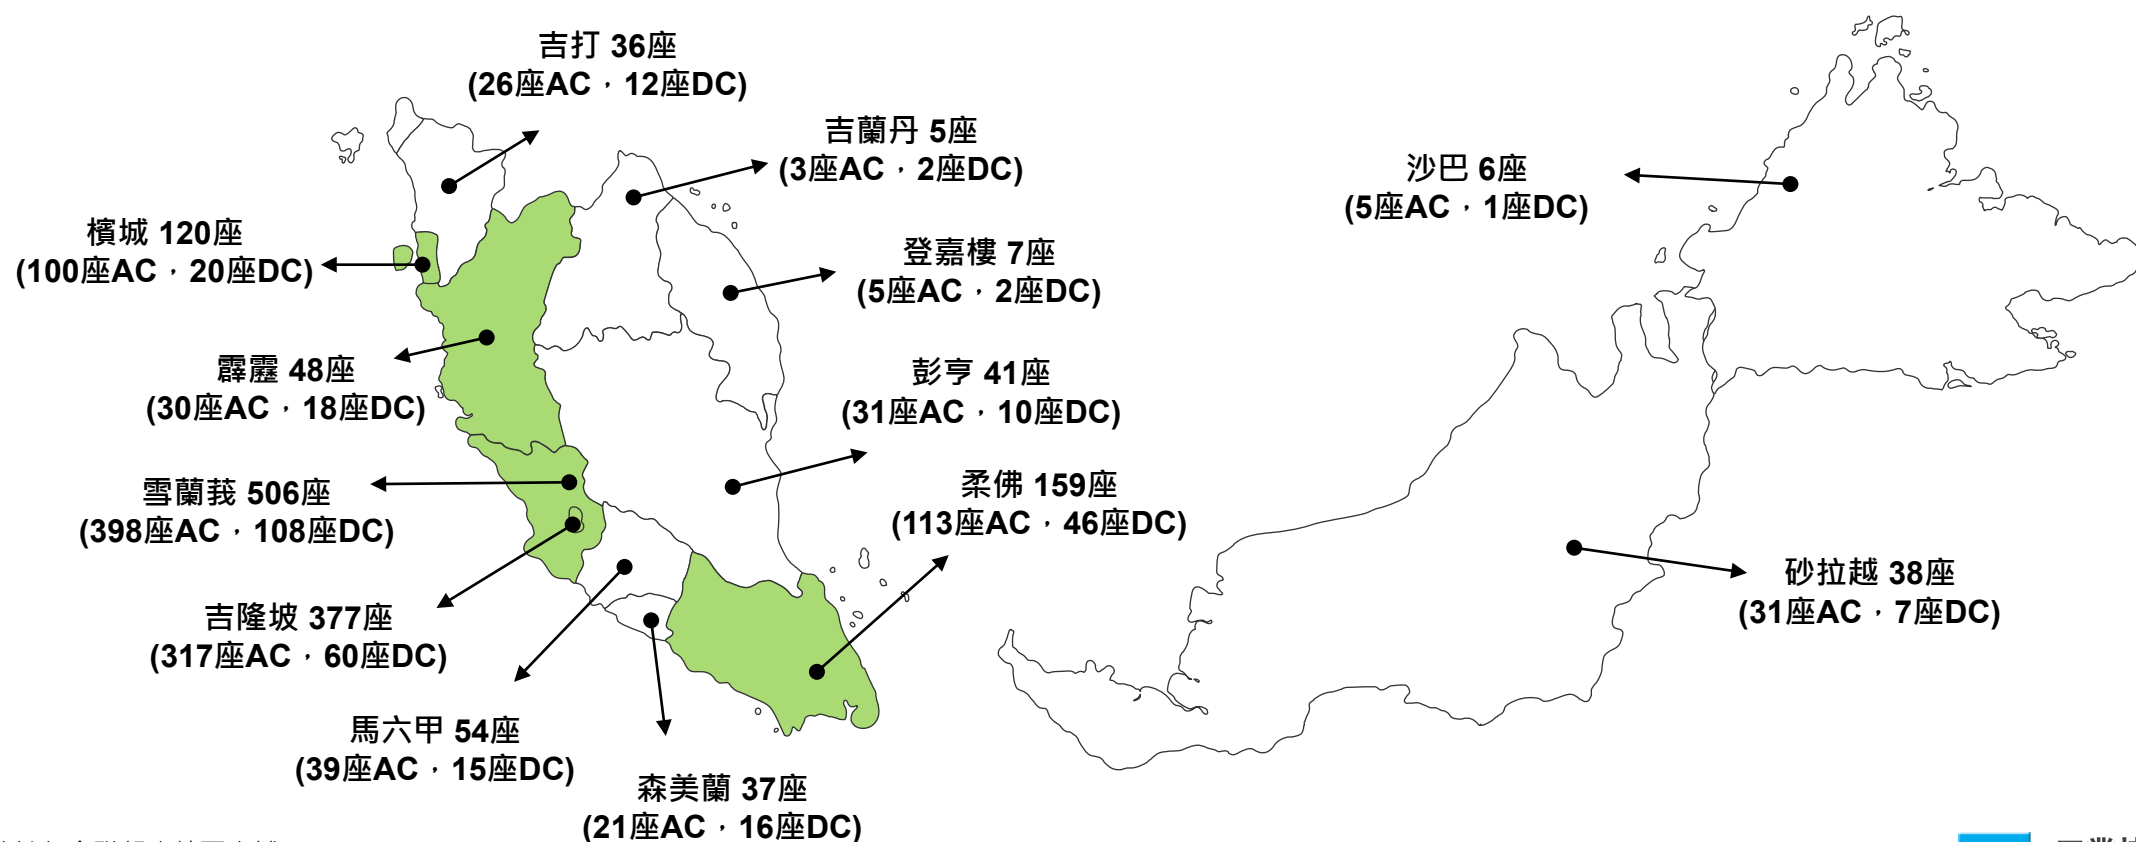 吉打 36座
(26座AC，12座DC)
吉蘭丹 5座
(3座AC，2座DC)
沙巴 6座
(5座AC，1座DC)
檳城 120座
(100座AC，20座DC)
登嘉樓 7座
(5座AC，2座DC)
霹靂 48座
(30座AC，18座DC)
彭亨 41座
(31座AC，10座DC)
雪蘭莪 506座
(398座AC，108座DC)
柔佛 159座
(113座AC，46座DC)
砂拉越 38座
(31座AC，7座DC)
吉隆坡 377座
(317座AC，60座DC)
馬六甲 54座
(39座AC，15座DC)
森美蘭 37座
(21座AC，16座DC)